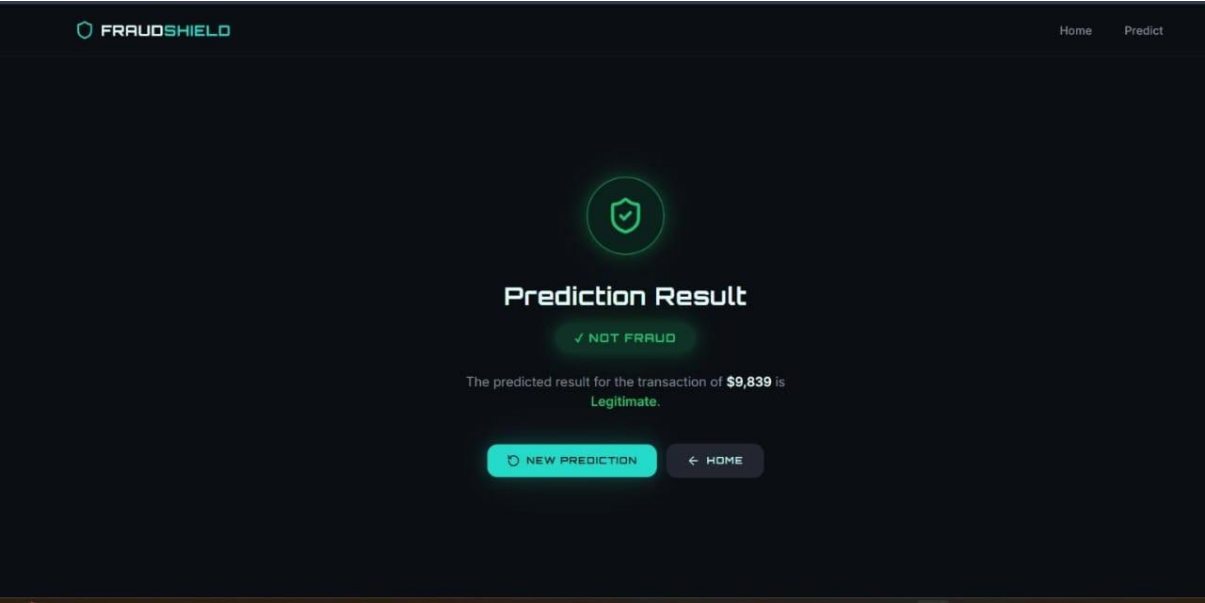 FRAUDSHIELD
Home
Predict
Prediction Result
✓ NOT FRAUD
The predicted result for the transaction of $9,839 is
Legitimate.
NEW PREDICTION
← HOME